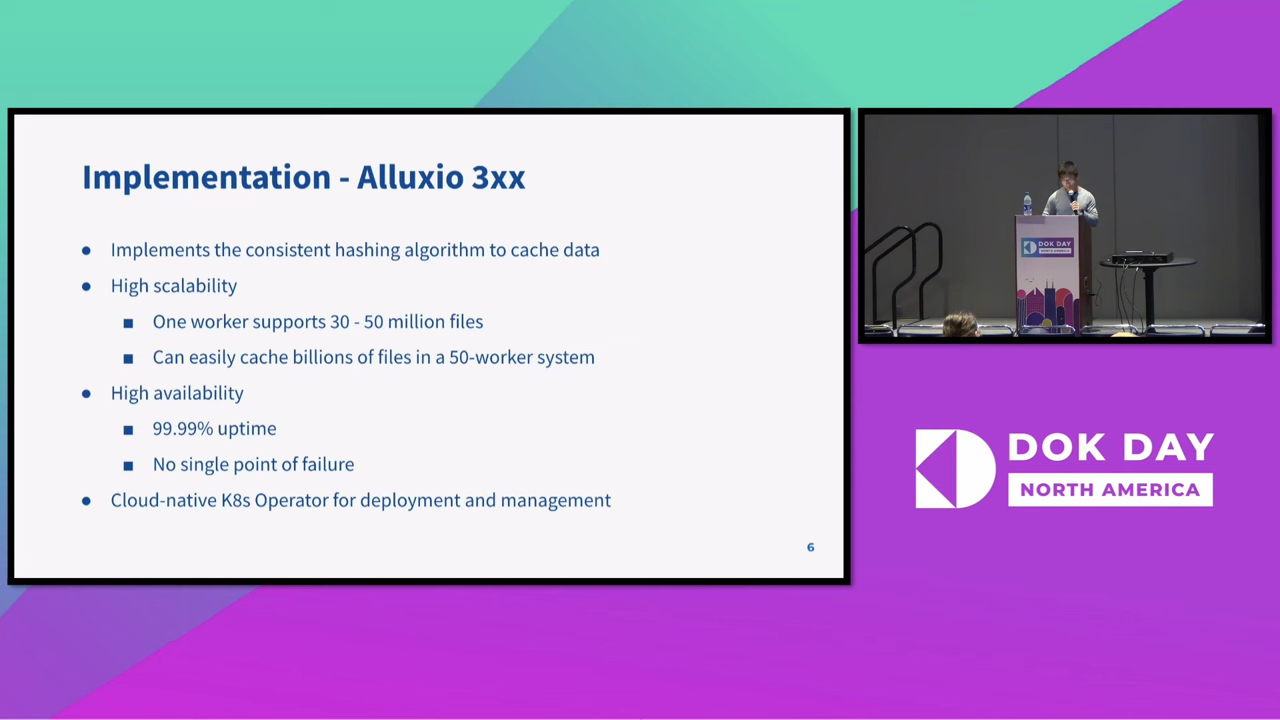 Implementation - Alluxio 3xx
● Implements the consistent hashing algorithm to cache data
● High scalability
■ One worker supports 30 - 50 million files
■ Can easily cache billions of files in a 50-worker system
● High availability
■ 99.99% uptime
■ No single point of failure
● Cloud-native K8s Operator for deployment and management
6
DOK DAY
NORTH AMERICA
DOK DAY
NORTH AMERICA